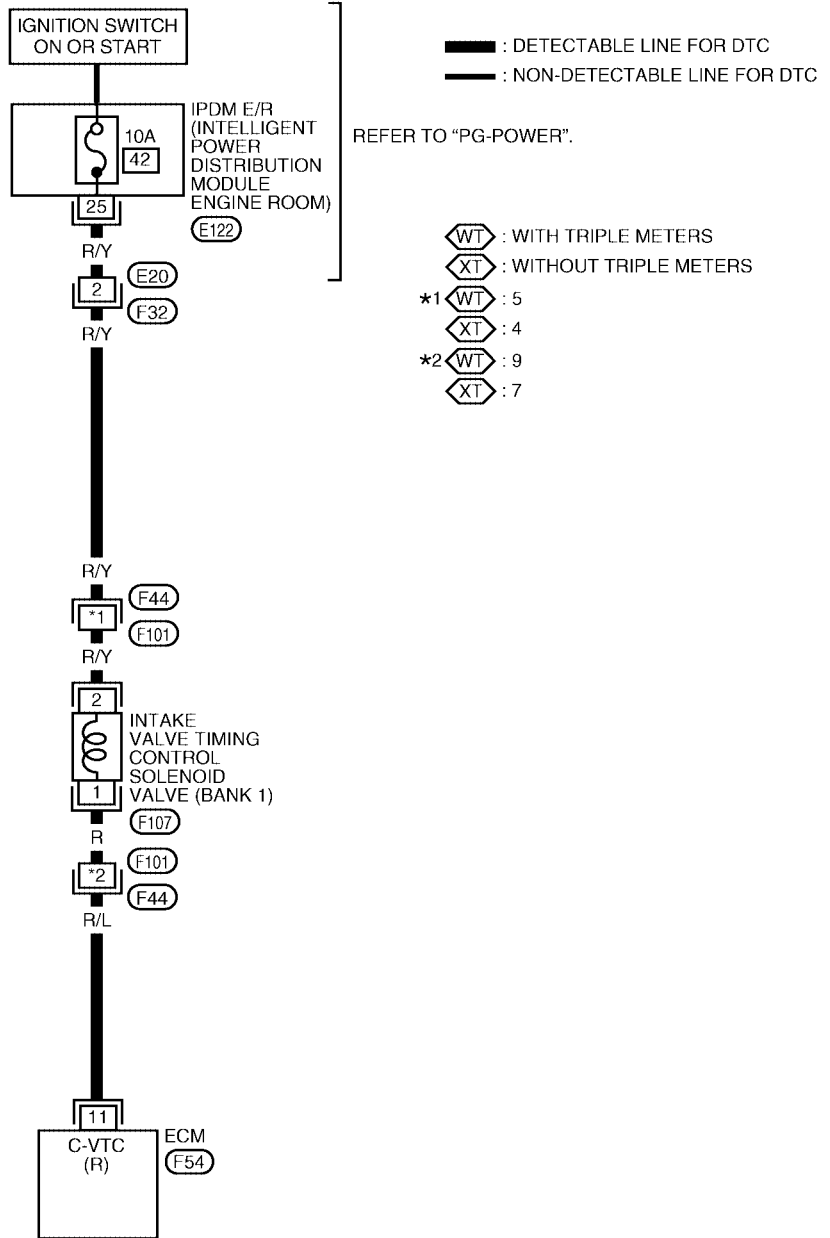 IGNITION SWITCH
ON OR START
: DETECTABLE LINE FOR DTC
: NON-DETECTABLE LINE FOR DTC
10A
42
IPDM E/R
(INTELLIGENT
POWER
DISTRIBUTION
MODULE
ENGINE ROOM)
E122
REFER TO “PG-POWER”.
25
R/Y
2
E20
F32
R/Y
WT : WITH TRIPLE METERS
XT : WITHOUT TRIPLE METERS
*1 WT : 5
XT : 4
*2 WT : 9
XT : 7
R/Y
*1
F44
F101
R/Y
2
INTAKE
VALVE TIMING
CONTROL
SOLENOID
VALVE (BANK 1)
1
F107
R
*2
F101
F44
R/L
11
C-VTC
(R)
ECM
F54